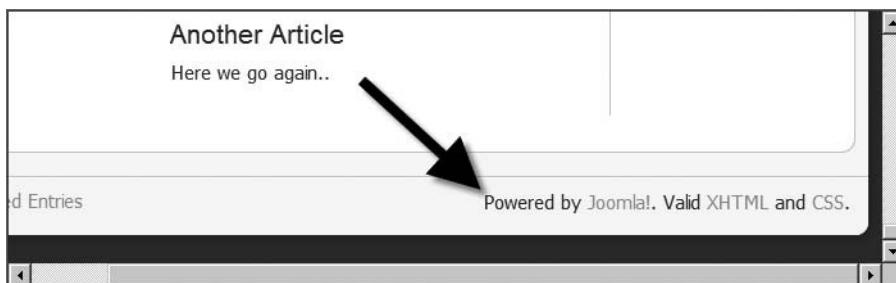 Another Article
Here we go again..
Entries
Powered by Joomla!. Valid XHTML and CSS.